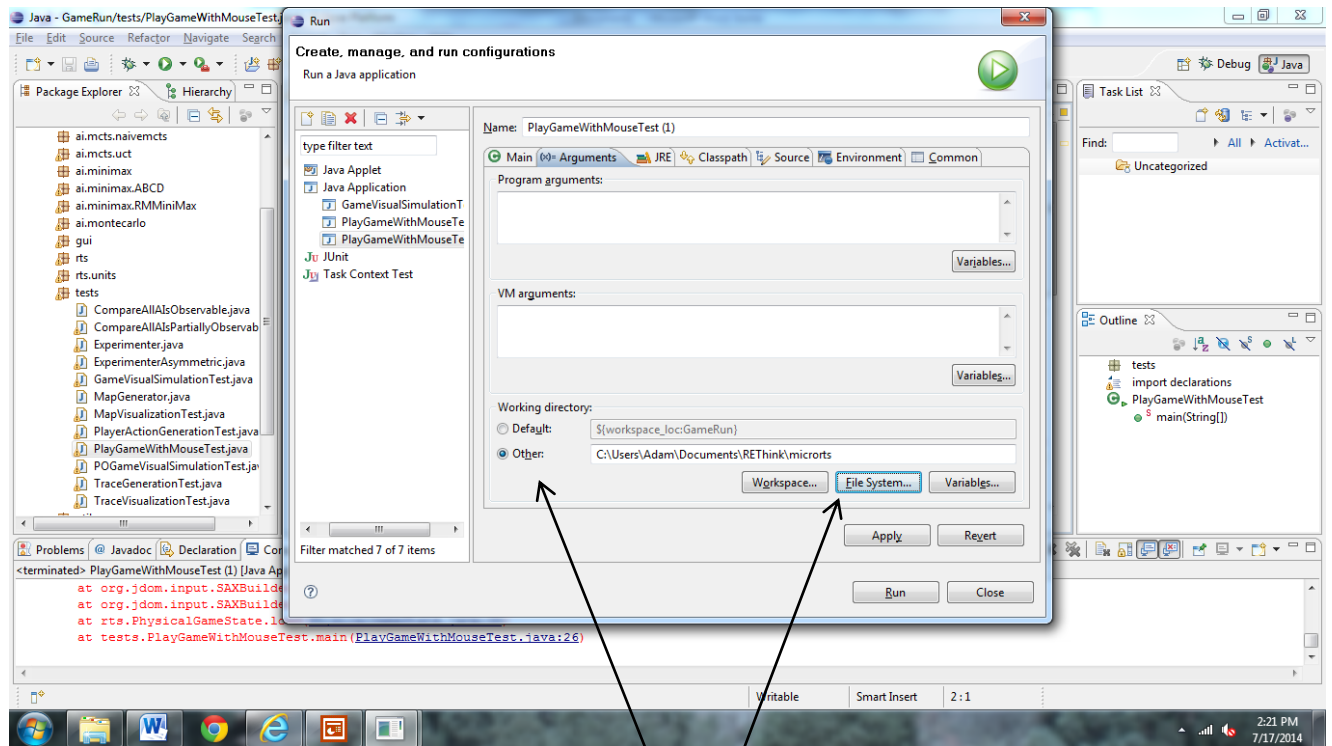 Java - GameRun/tests/PlayGameWithMouseTest.j
File Edit Source Refactor Navigate Search
Debug Java
Package Explorer Hierarchy
ai.mcts.naivemcts
ai.mcts.uct
ai.minimax
ai.minimax.ABCD
ai.minimax.RMMiniMax
ai.montecarlo
gui
rts
rts.units
tests
CompareAllAIsObservable.java
CompareAllAIsPartiallyObservab
Experimenter.java
ExperimenterAsymmetric.java
GameVisualSimulationTest.java
MapGenerator.java
MapVisualizationTest.java
PlayerActionGenerationTest.java
PlayGameWithMouseTest.java
POGameVisualSimulationTest.jav
TraceGenerationTest.java
TraceVisualizationTest.java
Run
Create, manage, and run configurations
Run a Java application
type filter text
Java Applet
Java Application
GameVisualSimulationT
PlayGameWithMouseTe
PlayGameWithMouseTe
Ju JUnit
Task Context Test
Filter matched 7 of 7 items
Name: PlayGameWithMouseTest (1)
Main (x)= Arguments JRE Classpath Source Environment Common
Program arguments:
Variables...
VM arguments:
Variables...
Working directory:
Default: ${workspace_loc:GameRun}
Other: C:\Users\Adam\Documents\REThink\microrts
Workspace... File System... Variables...
Apply Revert
Run Close
Task List
Find: All Activat...
Uncategorized
Outline
tests
import declarations
PlayGameWithMouseTest
S main(String[])
Problems @ Javadoc Declaration Con
<terminated> PlayGameWithMouseTest (1) [Java Ap
at org.jdom.input.SAXBuilde
at org.jdom.input.SAXBuilde
at rts.PhysicalGameState.lo
at tests.PlayGameWithMouseTest.main(PlayGameWithMouseTest.java:26)
Writable Smart Insert 2 : 1
2:21 PM
7/17/2014